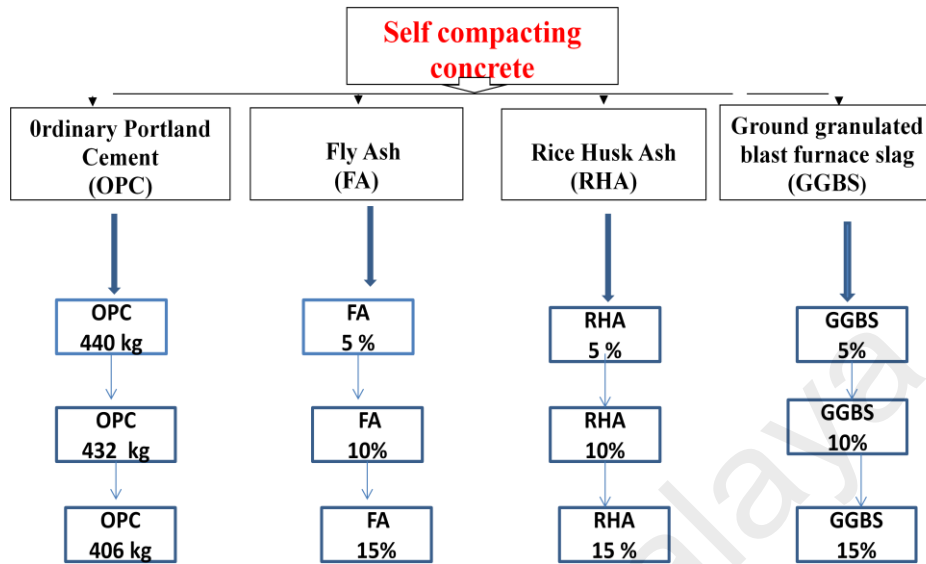 Self compacting
concrete
0rdinary Portland
Cement
(OPC)
Fly Ash
(FA)
Rice Husk Ash
(RHA)
Ground granulated
blast furnace slag
(GGBS)
OPC
440 kg
FA
5 %
RHA
5 %
GGBS
5%
OPC
432 kg
FA
10%
RHA
10%
GGBS
10%
OPC
406 kg
FA
15%
RHA
15 %
GGBS
15%
alaya